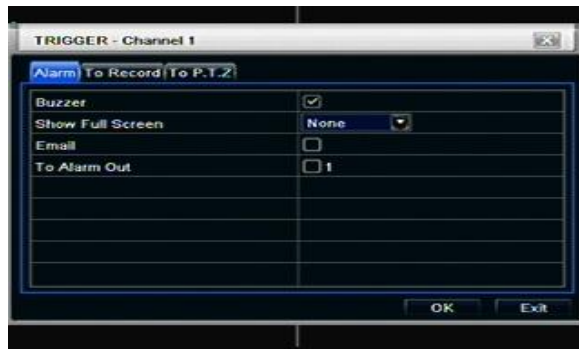 TRIGGER - Channel 1
Alarm To Record To P.T.Z
Buzzer
Show Full Screen None
Email
To Alarm Out 1
OK Exit